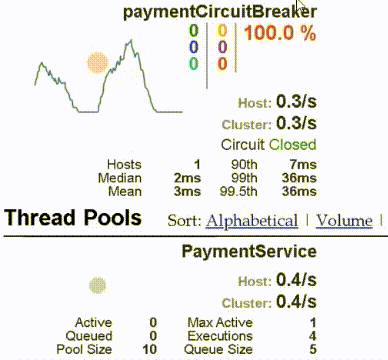 paymentCircuitBreaker
0 0 100.0 %
0 0
0 0
Host: 0.3/s
Cluster: 0.3/s
Circuit Closed
Hosts 1 90th 7ms
Median 2ms 99th 36ms
Mean 3ms 99.5th 36ms
Thread Pools Sort: Alphabetical | Volume |
PaymentService
Host: 0.4/s
Cluster: 0.4/s
Active 0 Max Active 1
Queued 0 Executions 4
Pool Size 10 Queue Size 5